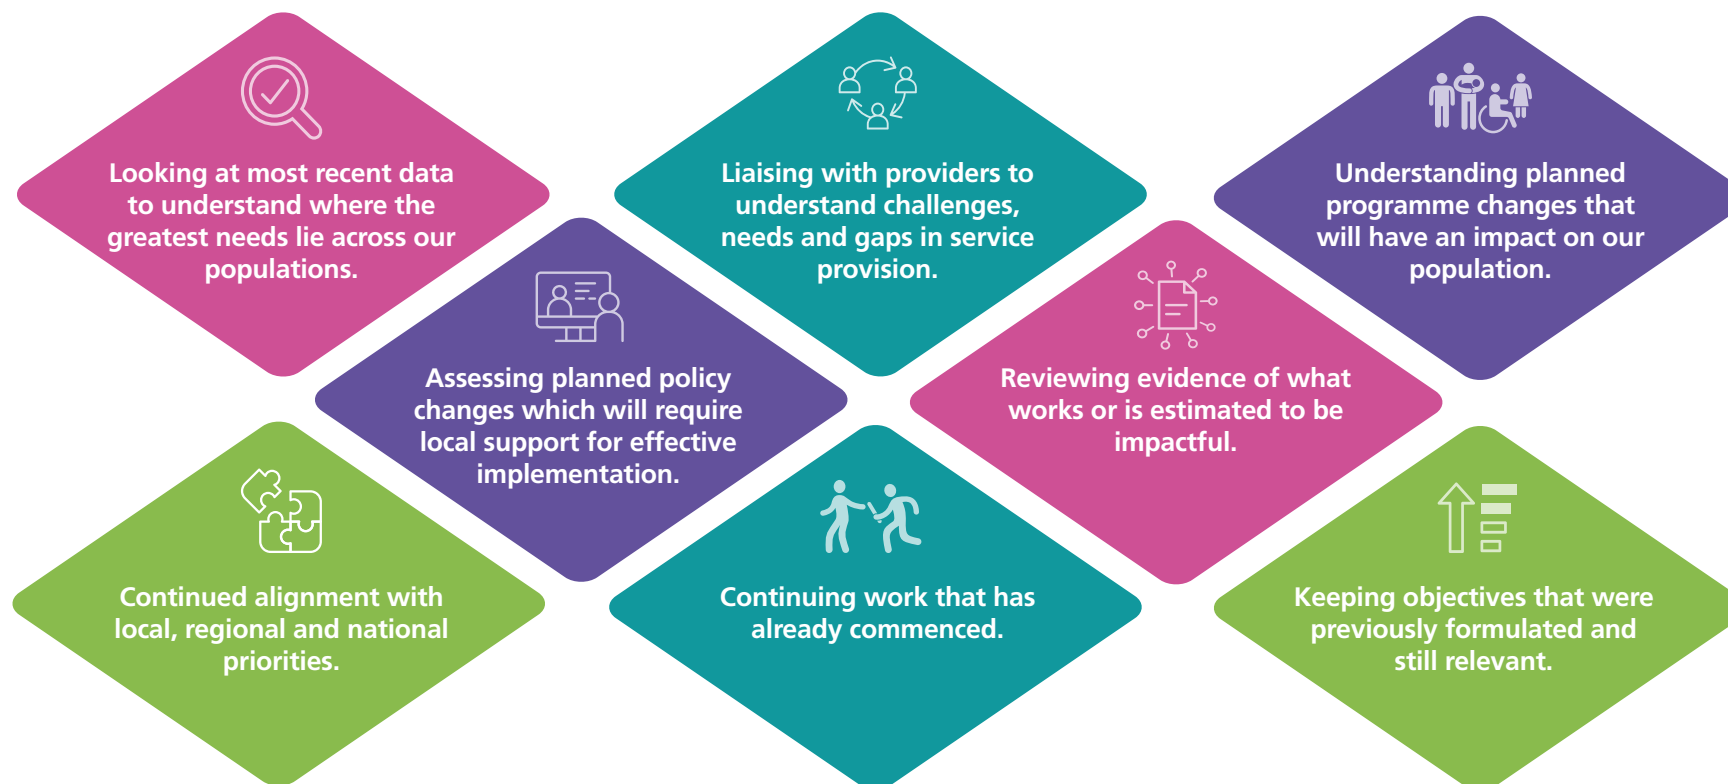 Looking at most recent data
to understand where the
greatest needs lie across our
populations.
Liaising with providers to
understand challenges,
needs and gaps in service
provision.
Understanding planned
programme changes that
will have an impact on our
population.
Assessing planned policy
changes which will require
local support for effective
implementation.
Reviewing evidence of what
works or is estimated to be
impactful.
Continued alignment with
local, regional and national
priorities.
Continuing work that has
already commenced.
Keeping objectives that were
previously formulated and
still relevant.